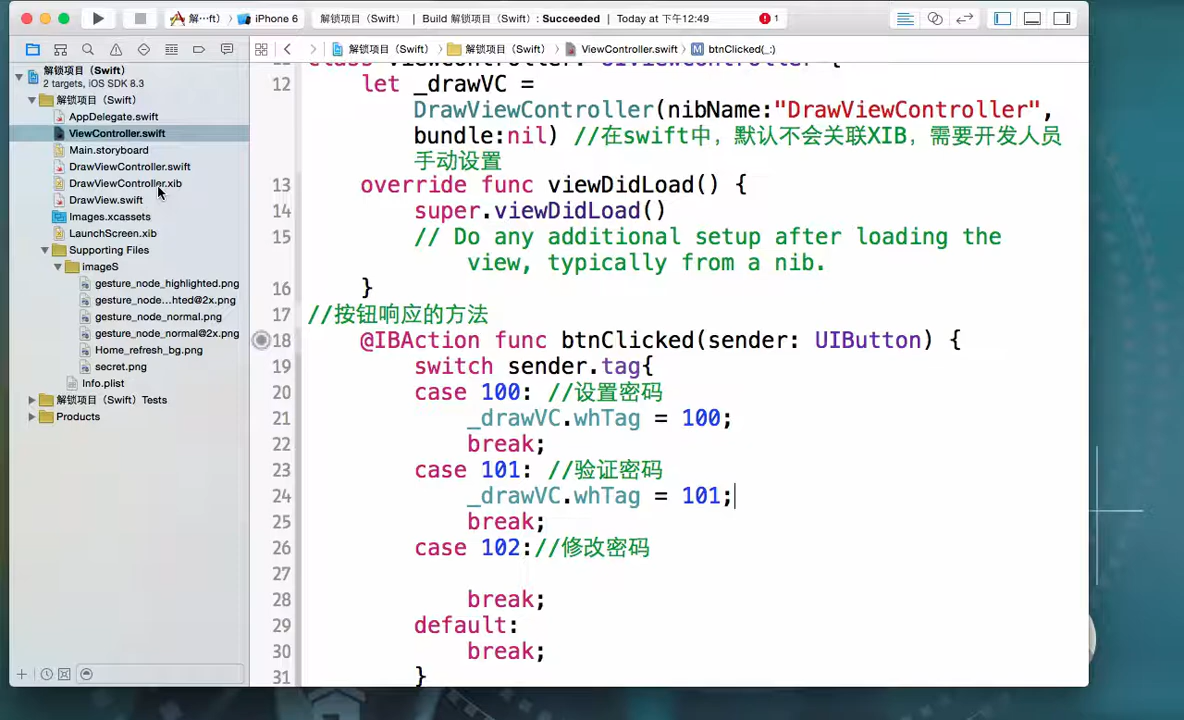 解···ft）
iPhone 6
解锁项目（Swift）
Build 解锁项目（Swift）: Succeeded
Today at 下午12:49
1
解锁项目（Swift）
解锁项目（Swift）
ViewController.swift
M btnClicked(_:)
解锁项目（Swift）
2 targets, iOS SDK 8.3
解锁项目（Swift）
AppDelegate.swift
ViewController.swift
Main.storyboard
DrawViewController.swift
DrawViewController.xib
DrawView.swift
Images.xcassets
LaunchScreen.xib
Supporting Files
imageS
gesture_node_highlighted.png
gesture_node...hted@2x.png
gesture_node_normal.png
gesture_node_normal@2x.png
Home_refresh_bg.png
secret.png
Info.plist
解锁项目（Swift）Tests
Products
12 let _drawVC =
DrawViewController(nibName:"DrawViewController",
bundle:nil) //在swift中，默认不会关联XIB，需要开发人员
手动设置
13 override func viewDidLoad() {
14 super.viewDidLoad()
15 // Do any additional setup after loading the
view, typically from a nib.
16 }
17 //按钮响应的方法
18 @IBAction func btnClicked(sender: UIButton) {
19 switch sender.tag{
20 case 100: //设置密码
21 _drawVC.whTag = 100;
22 break;
23 case 101: //验证密码
24 _drawVC.whTag = 101;
25 break;
26 case 102://修改密码
27
28 break;
29 default:
30 break;
31 }